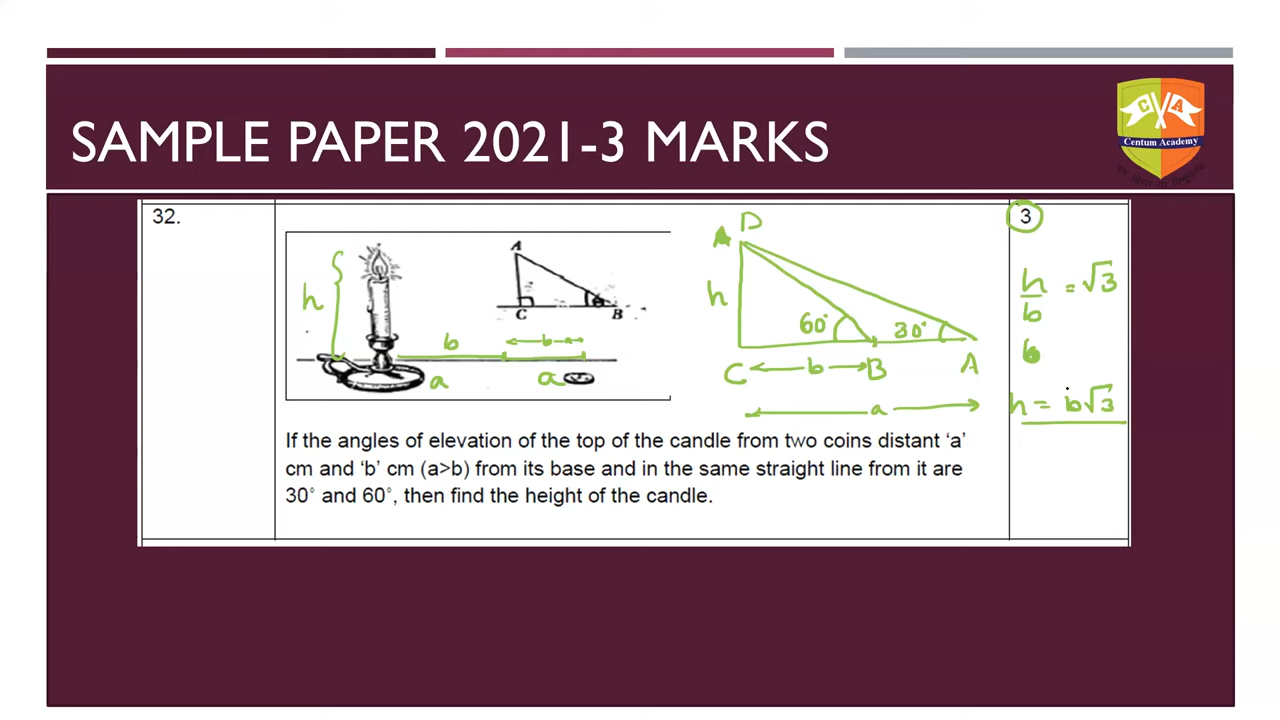 SAMPLE PAPER 2021-3 MARKS
C A
Centum Academy
32.
3
h
A
C
B
b
b
a
a
D
h
60°
30°
C
b
B
A
a
h/b = √3
h = b√3
If the angles of elevation of the top of the candle from two coins distant ‘a’
cm and ‘b’ cm (a>b) from its base and in the same straight line from it are
30˚ and 60˚, then find the height of the candle.